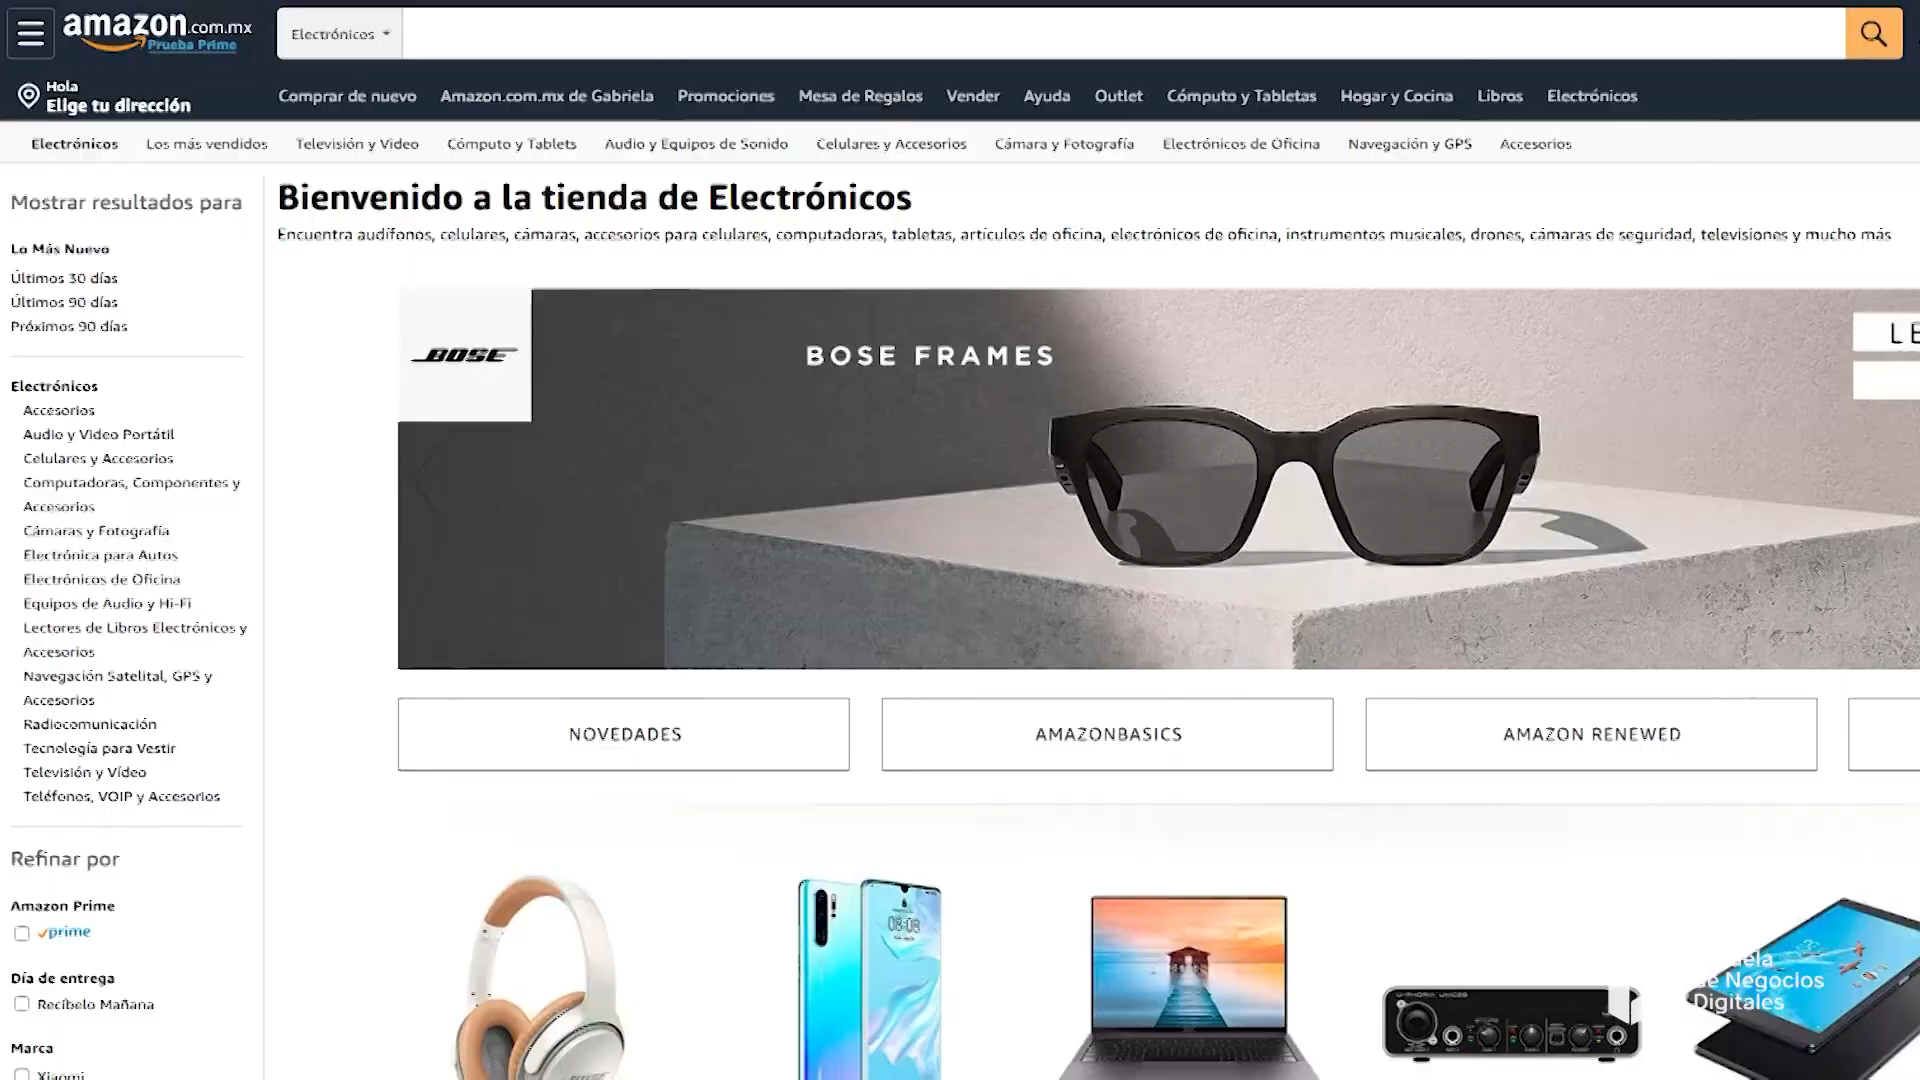 amazon.com.mx
Prueba Prime
Electrónicos
Hola
Elige tu dirección
Comprar de nuevo
Amazon.com.mx de Gabriela
Promociones
Mesa de Regalos
Vender
Ayuda
Outlet
Cómputo y Tabletas
Hogar y Cocina
Libros
Electrónicos
Electrónicos
Los más vendidos
Televisión y Video
Cómputo y Tablets
Audio y Equipos de Sonido
Celulares y Accesorios
Cámara y Fotografía
Electrónicos de Oficina
Navegación y GPS
Accesorios
Mostrar resultados para
Lo Más Nuevo
Últimos 30 días
Últimos 90 días
Próximos 90 días
Electrónicos
Accesorios
Audio y Video Portátil
Celulares y Accesorios
Computadoras, Componentes y
Accesorios
Cámaras y Fotografía
Electrónica para Autos
Electrónicos de Oficina
Equipos de Audio y Hi-Fi
Lectores de Libros Electrónicos y
Accesorios
Navegación Satelital, GPS y
Accesorios
Radiocomunicación
Tecnología para Vestir
Televisión y Vídeo
Teléfonos, VOIP y Accesorios
Refinar por
Amazon Prime
prime
Día de entrega
Recíbelo Mañana
Marca
Xiaomi
Bienvenido a la tienda de Electrónicos
Encuentra audífonos, celulares, cámaras, accesorios para celulares, computadoras, tabletas, artículos de oficina, electrónicos de oficina, instrumentos musicales, drones, cámaras de seguridad, televisiones y mucho más
BOSE
BOSE FRAMES
LE
NOVEDADES
AMAZONBASICS
AMAZON RENEWED
08:08
de Negocios
Digitales